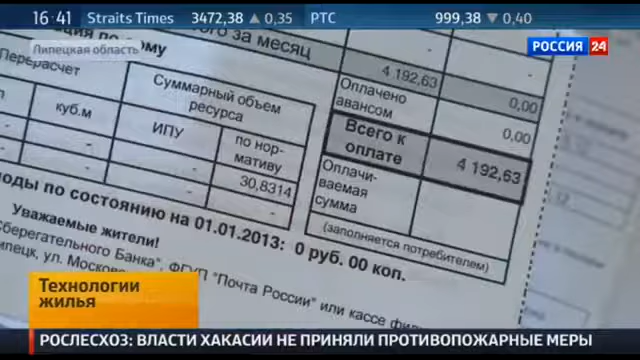 16:41 Straits Times 3472,38 ▲ 0,35 РТС 999,38 ▼ 0,40
Липецкая область
РОССИЯ 24
за месяц 4 192,63
0,00
Перерасчет
Суммарный объем
ресурса
Оплачено
авансом 0,00
куб.м ИПУ по нор-
мативу
Всего к
оплате 4 192,63
30,8314
Оплачи-
ваемая
сумма
(заполняется потребителем)
по состоянию на 01.01.2013: 0 руб. 00 коп.
Уважаемые жители!
Сберегательного Банка", ФГУП "Почта России" или кассе
ул.
Технологии
жилья
РОСЛЕСХОЗ: ВЛАСТИ ХАКАСИИ НЕ ПРИНЯЛИ ПРОТИВОПОЖАРНЫЕ МЕРЫ